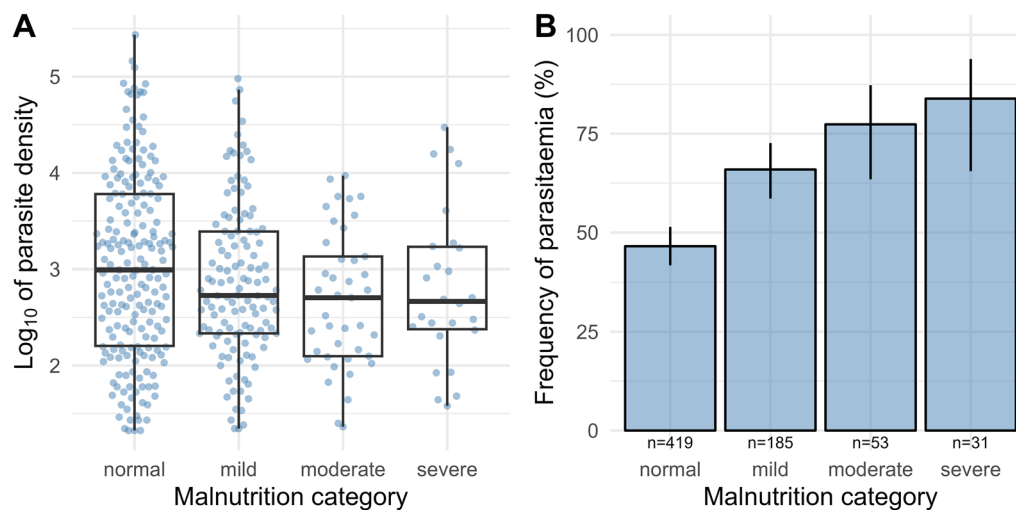 A
Log₁₀ of parasite density
5
4
3
2
normal mild moderate severe
Malnutrition category
B
Frequency of parasitaemia (%)
100
75
50
25
0
n=419 n=185 n=53 n=31
normal mild moderate severe
Malnutrition category